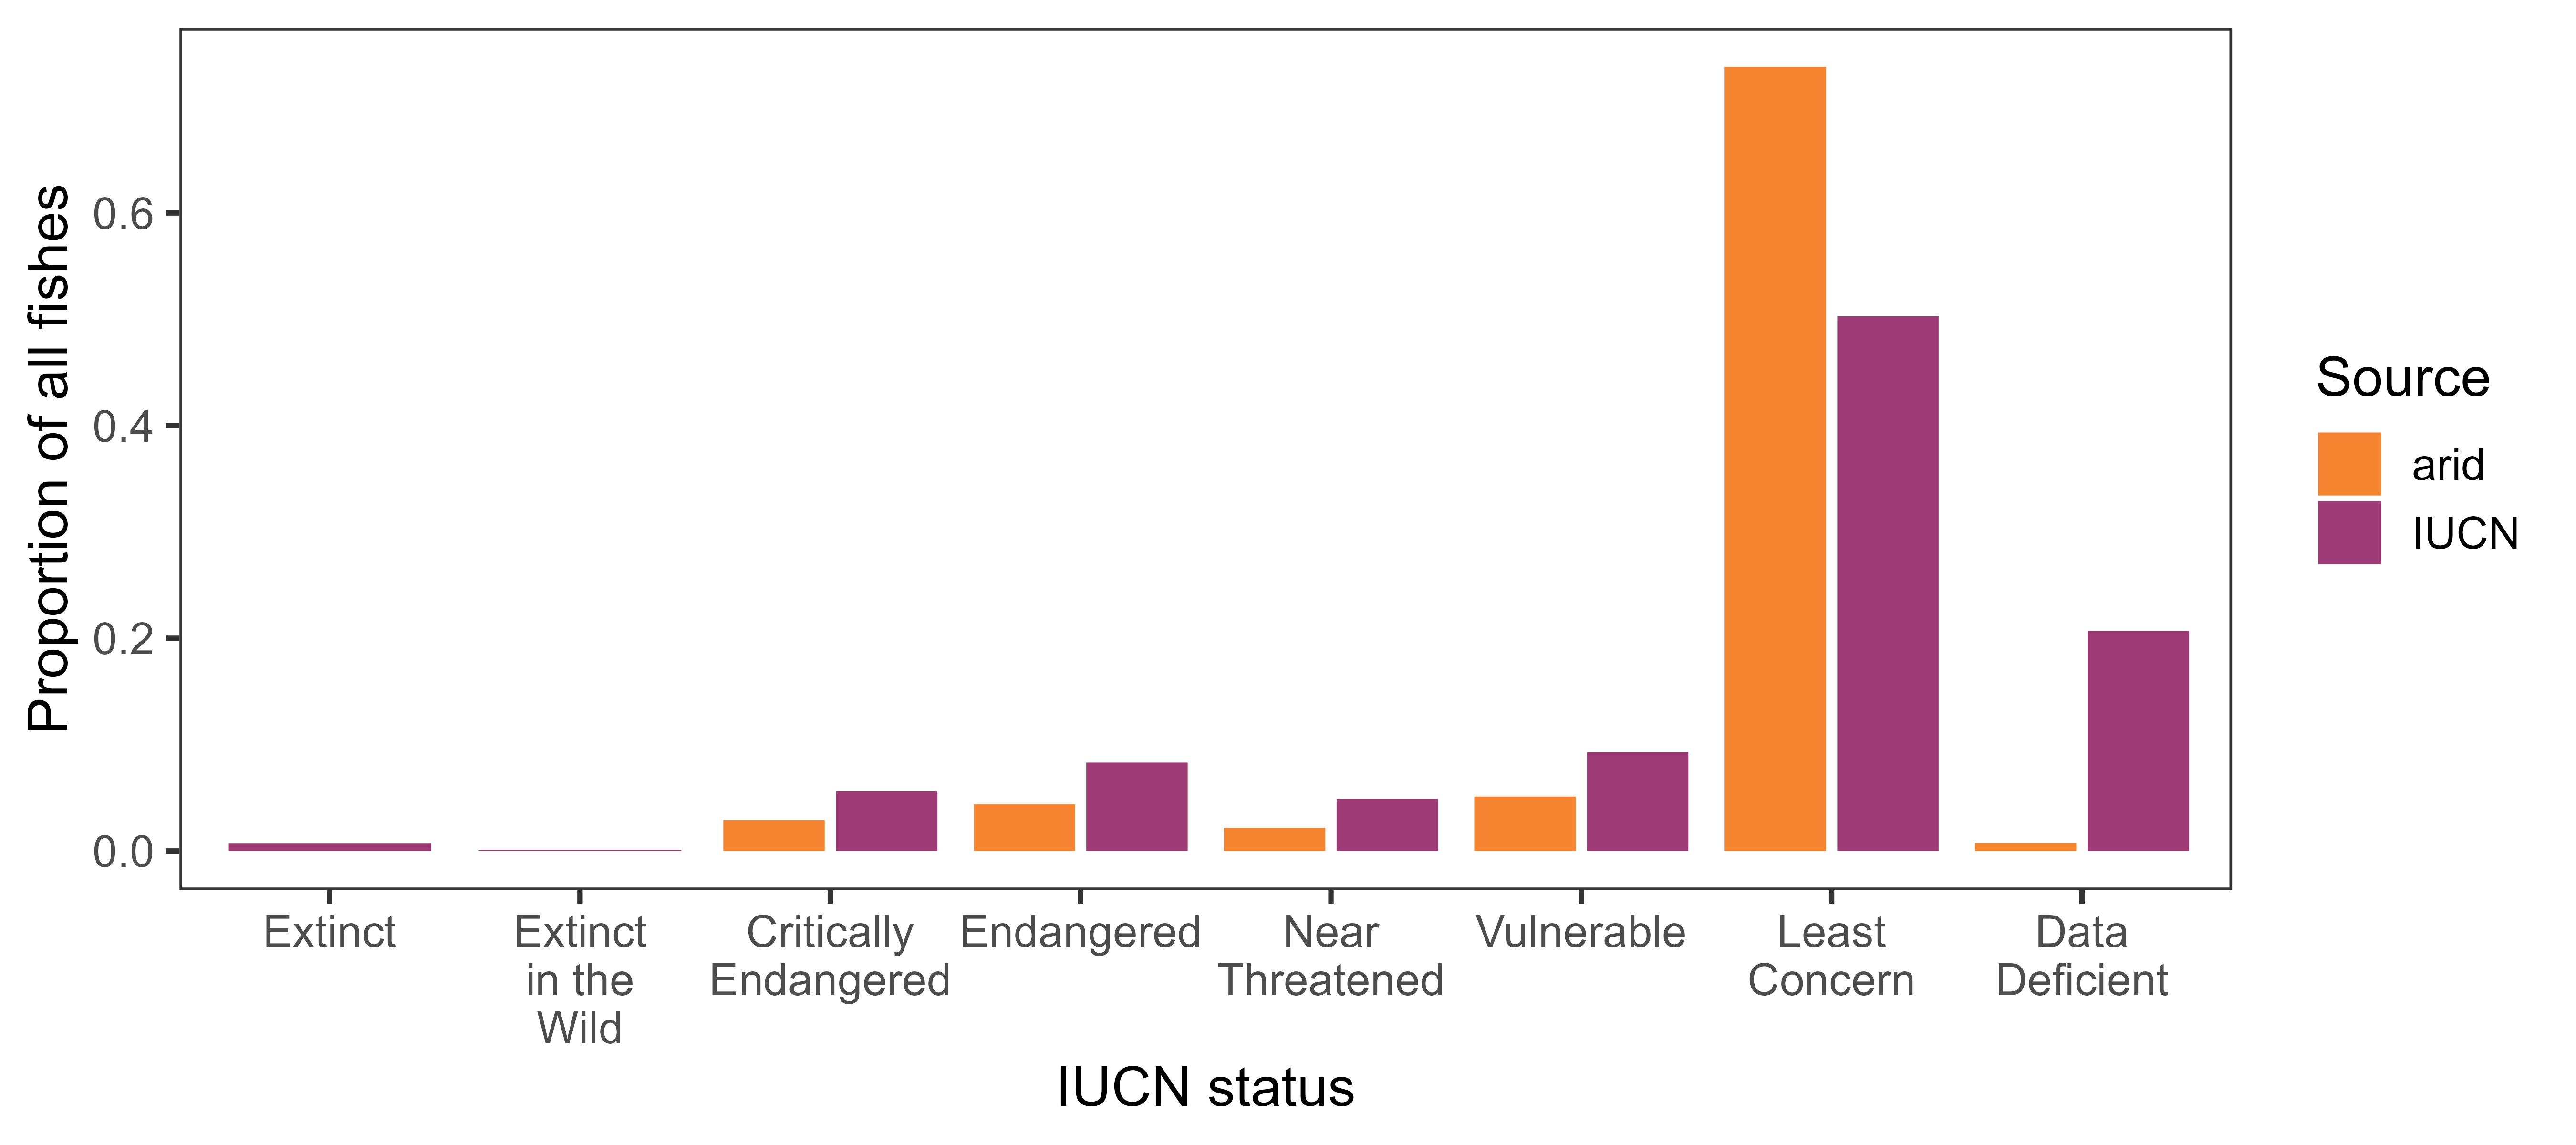 Proportion of all fishes
0.6
0.4
0.2
0.0
Extinct
Extinct
in the
Wild
Critically
Endangered
Endangered
Near
Threatened
Vulnerable
Least
Concern
Data
Deficient
IUCN status
Source
arid
IUCN